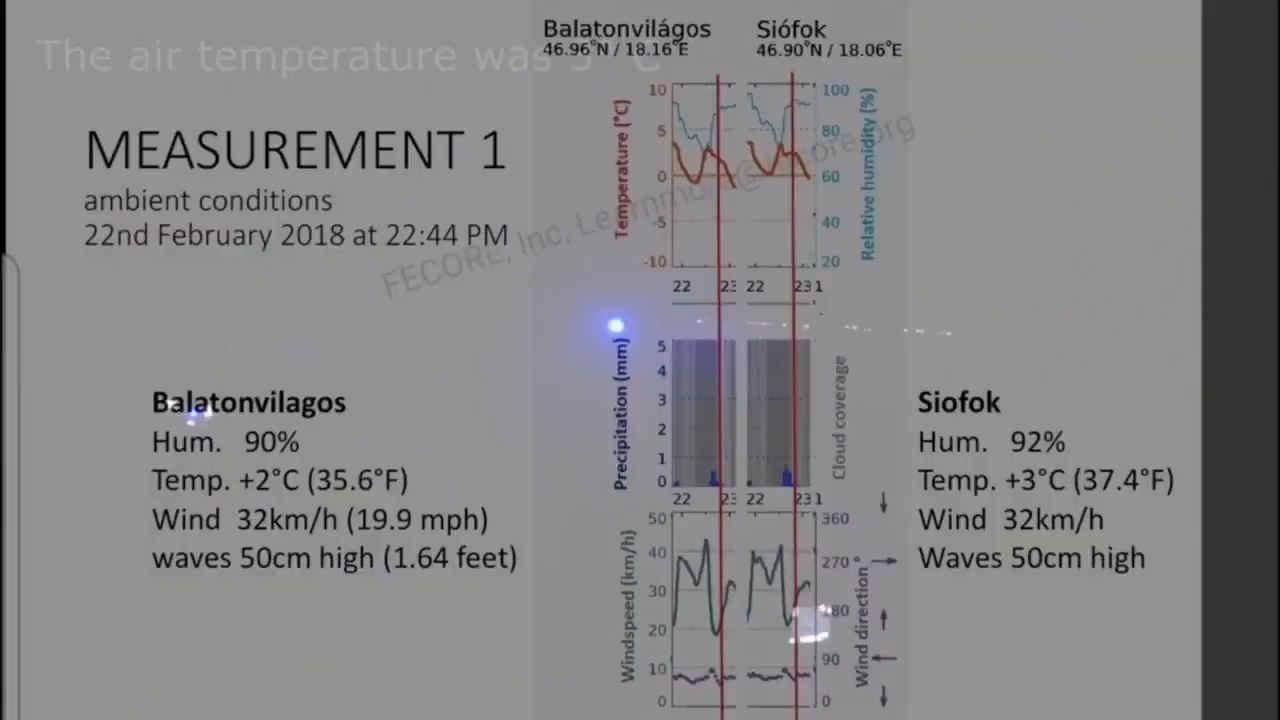 The air temperature was 3 °C
Balatonvilágos
46.96°N / 18.16°E
Siófok
46.90°N / 18.06°E
MEASUREMENT 1
ambient conditions
22nd February 2018 at 22:44 PM
FECORE, Inc, Learnmore@fecore.org
Temperature (°C)
10
5
0
-5
-10
100
80
60
40
20
Relative humidity (%)
22 23 22 23 1
Precipitation (mm)
5
4
3
2
1
0
Cloud coverage
22 23 22 23 1
Windspeed (km/h)
50
40
30
20
10
0
360
270
180
90
0
Wind direction °
Balatonvilagos
Hum. 90%
Temp. +2°C (35.6°F)
Wind 32km/h (19.9 mph)
waves 50cm high (1.64 feet)
Siofok
Hum. 92%
Temp. +3°C (37.4°F)
Wind 32km/h
Waves 50cm high